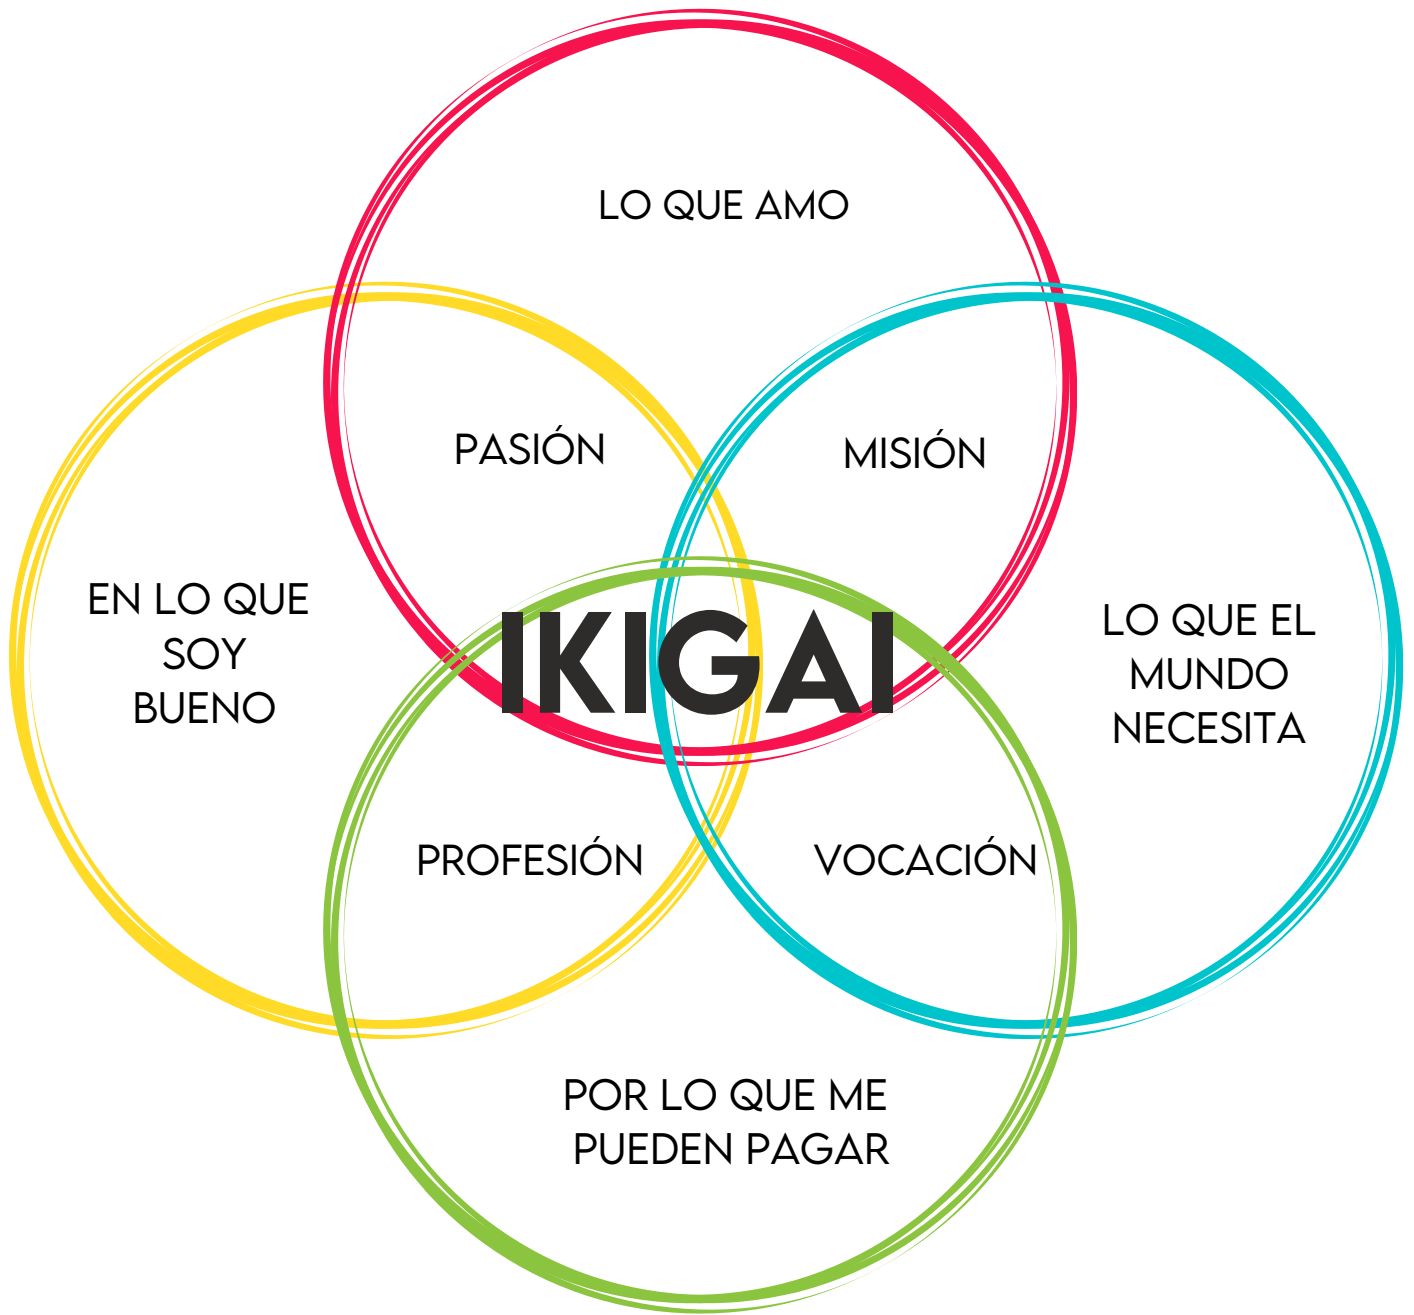 LO QUE AMO
PASIÓN
MISIÓN
EN LO QUE
SOY
BUENO
IKIGAI
LO QUE EL
MUNDO
NECESITA
PROFESIÓN
VOCACIÓN
POR LO QUE ME
PUEDEN PAGAR